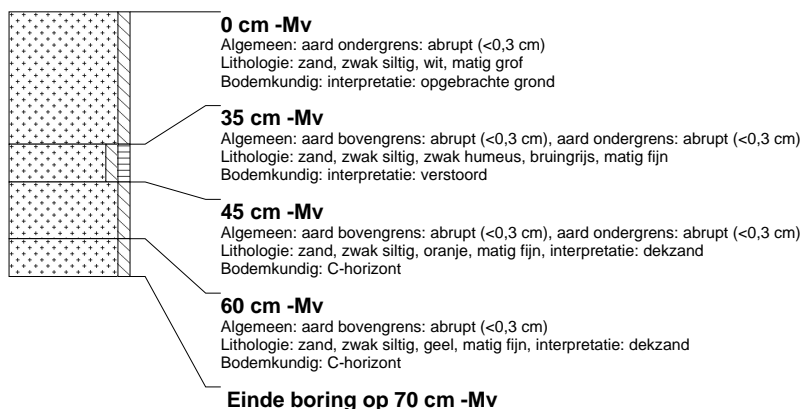 0 cm -Mv
Algemeen: aard ondergrens: abrupt (<0,3 cm)
Lithologie: zand, zwak siltig, wit, matig grof
Bodemkundig: interpretatie: opgebrachte grond
35 cm -Mv
Algemeen: aard bovengrens: abrupt (<0,3 cm), aard ondergrens: abrupt (<0,3 cm)
Lithologie: zand, zwak siltig, zwak humeus, bruingrijs, matig fijn
Bodemkundig: interpretatie: verstoord
45 cm -Mv
Algemeen: aard bovengrens: abrupt (<0,3 cm), aard ondergrens: abrupt (<0,3 cm)
Lithologie: zand, zwak siltig, oranje, matig fijn, interpretatie: dekzand
Bodemkundig: C-horizont
60 cm -Mv
Algemeen: aard bovengrens: abrupt (<0,3 cm)
Lithologie: zand, zwak siltig, geel, matig fijn, interpretatie: dekzand
Bodemkundig: C-horizont
Einde boring op 70 cm -Mv